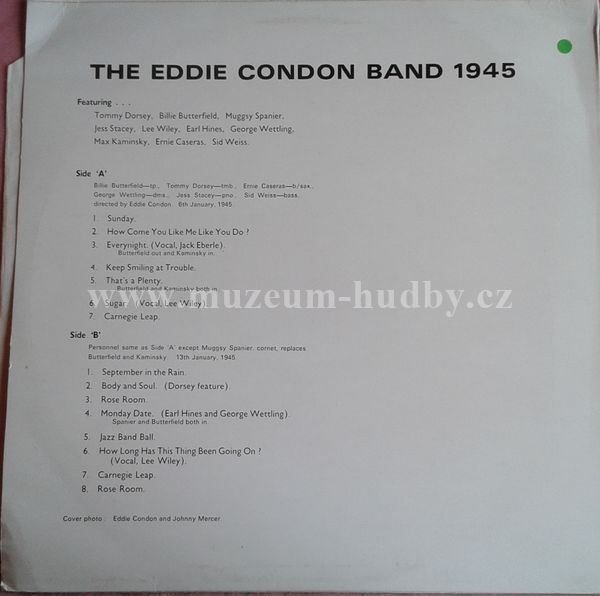 THE EDDIE CONDON BAND 1945
Featuring . . .
Tommy Dorsey, Billie Butterfield, Muggsy Spanier,
Jess Stacey, Lee Wiley, Earl Hines, George Wettling,
Max Kaminsky, Ernie Caseras, Sid Weiss.
Side 'A'
Billie Butterfield—tp., Tommy Dorsey—tmb., Ernie Caseras—b/sax.,
George Wettling—dms., Jess Stacey—pno., Sid Weiss—bass,
directed by Eddie Condon. 6th January, 1945.
1. Sunday.
2. How Come You Like Me Like You Do ?
3. Everynight. (Vocal, Jack Eberle).
Butterfield out and Kaminsky in.
4. Keep Smiling at Trouble.
5. That's a Plenty.
Butterfield and Kaminsky both in.
www.muzeum-hudby.cz
6. Sugar. (Vocal, Lee Wiley).
7. Carnegie Leap.
Side 'B'
Personnel same as Side 'A' except Muggsy Spanier, cornet, replaces
Butterfield and Kaminsky. 13th January, 1945.
1. September in the Rain.
2. Body and Soul. (Dorsey feature).
3. Rose Room.
4. Monday Date. (Earl Hines and George Wettling).
Spanier and Butterfield both in.
5. Jazz Band Ball.
6. How Long Has This Thing Been Going On ?
(Vocal, Lee Wiley).
7. Carnegie Leap.
8. Rose Room.
Cover photo : Eddie Condon and Johnny Mercer.